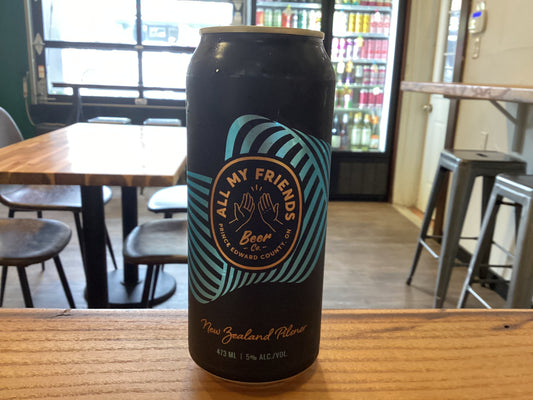 ALL MY FRIENDS
Beer
Co.
PRINCE EDWARD COUNTY, ON
New Zealand Pilsner
473 ML | 5% ALC./VOL.